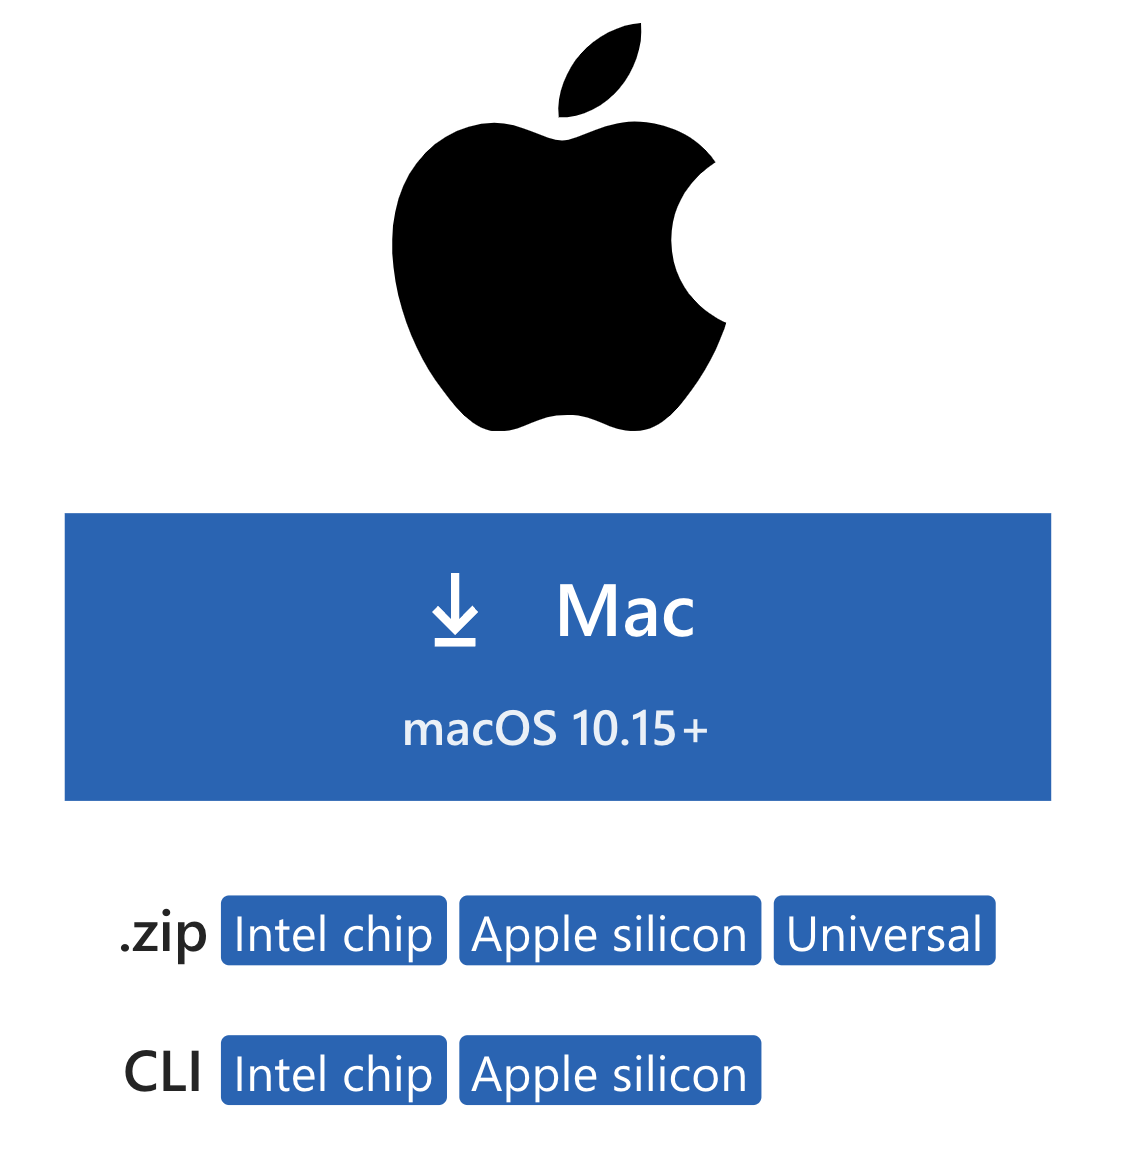 Mac
macOS 10.15+
.zip Intel chip Apple silicon Universal
CLI Intel chip Apple silicon